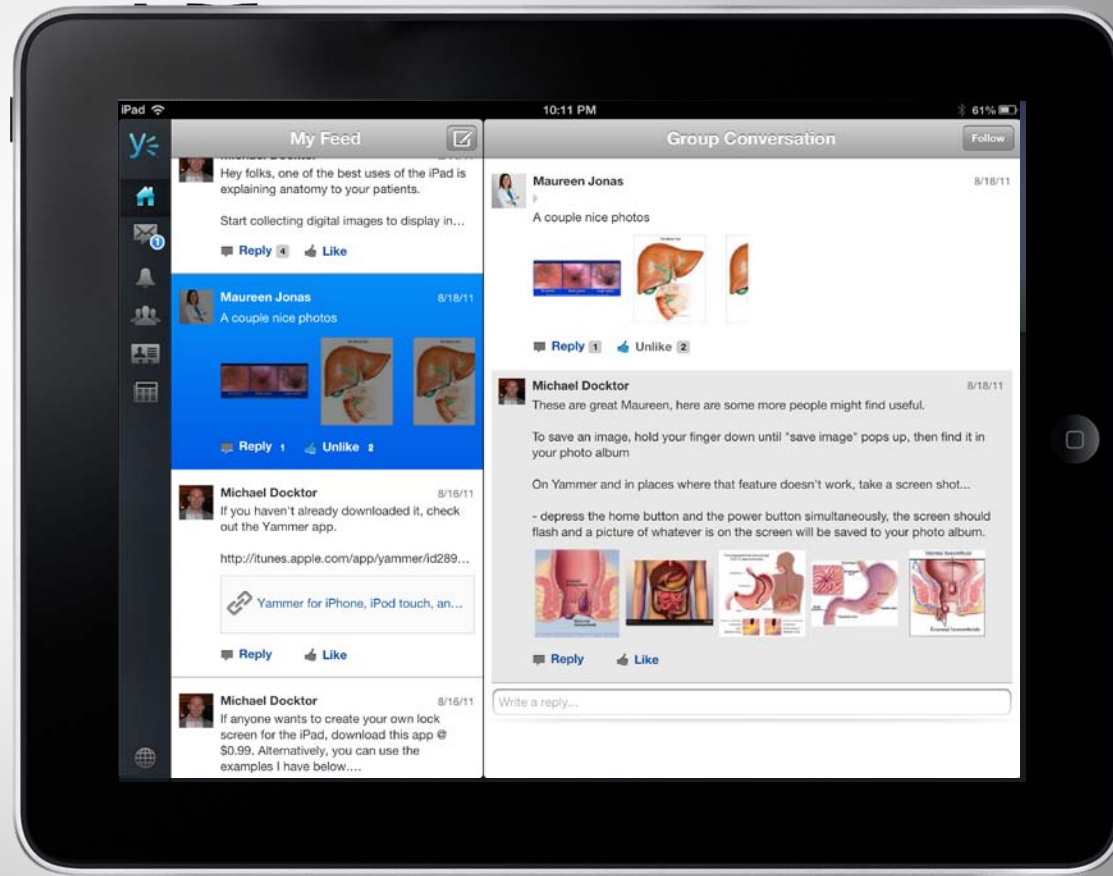 iPad
10:11 PM
61%
My Feed
Michael Docktor
Hey folks, one of the best uses of the iPad is
explaining anatomy to your patients.
Start collecting digital images to display in...
Reply 4 Like
Maureen Jonas 8/18/11
A couple nice photos
Reply 1 Unlike 2
Michael Docktor 8/16/11
If you haven't already downloaded it, check
out the Yammer app.
http://itunes.apple.com/app/yammer/id289...
Yammer for iPhone, iPod touch, an...
Reply Like
Michael Docktor 8/16/11
If anyone wants to create your own lock
screen for the iPad, download this app @
$0.99. Alternatively, you can use the
examples I have below....
1
Group Conversation
Follow
Maureen Jonas 8/18/11
A couple nice photos
Reply 1 Unlike 2
Michael Docktor 8/18/11
These are great Maureen, here are some more people might find useful.
To save an image, hold your finger down until "save image" pops up, then find it in
your photo album
On Yammer and in places where that feature doesn't work, take a screen shot...
- depress the home button and the power button simultaneously, the screen should
flash and a picture of whatever is on the screen will be saved to your photo album.
Internal hemorrhoid
External hemorrhoids
Reply Like
Write a reply...